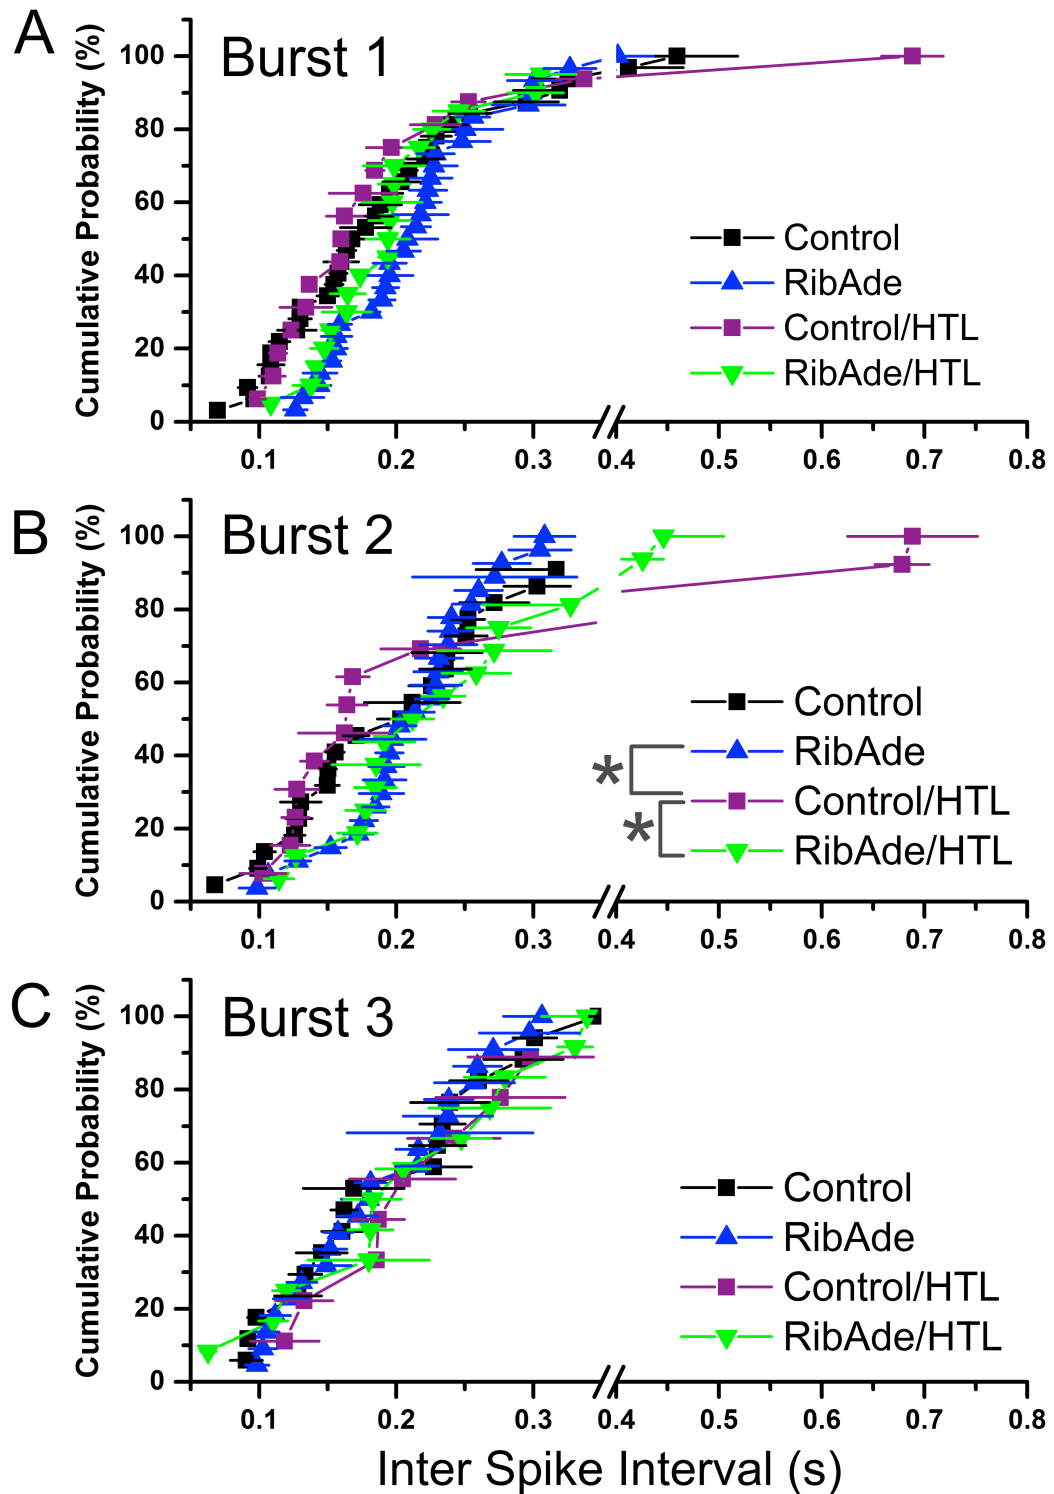 A
Burst 1
Cumulative Probability (%)
100
80
60
40
20
0
Control
RibAde
Control/HTL
RibAde/HTL
0.1 0.2 0.3 0.4 0.5 0.6 0.7 0.8
B
Burst 2
Cumulative Probability (%)
100
80
60
40
20
0
Control
RibAde
*
Control/HTL
*
RibAde/HTL
0.1 0.2 0.3 0.4 0.5 0.6 0.7 0.8
C
Burst 3
Cumulative Probability (%)
100
80
60
40
20
0
Control
RibAde
Control/HTL
RibAde/HTL
0.1 0.2 0.3 0.4 0.5 0.6 0.7 0.8
Inter Spike Interval (s)